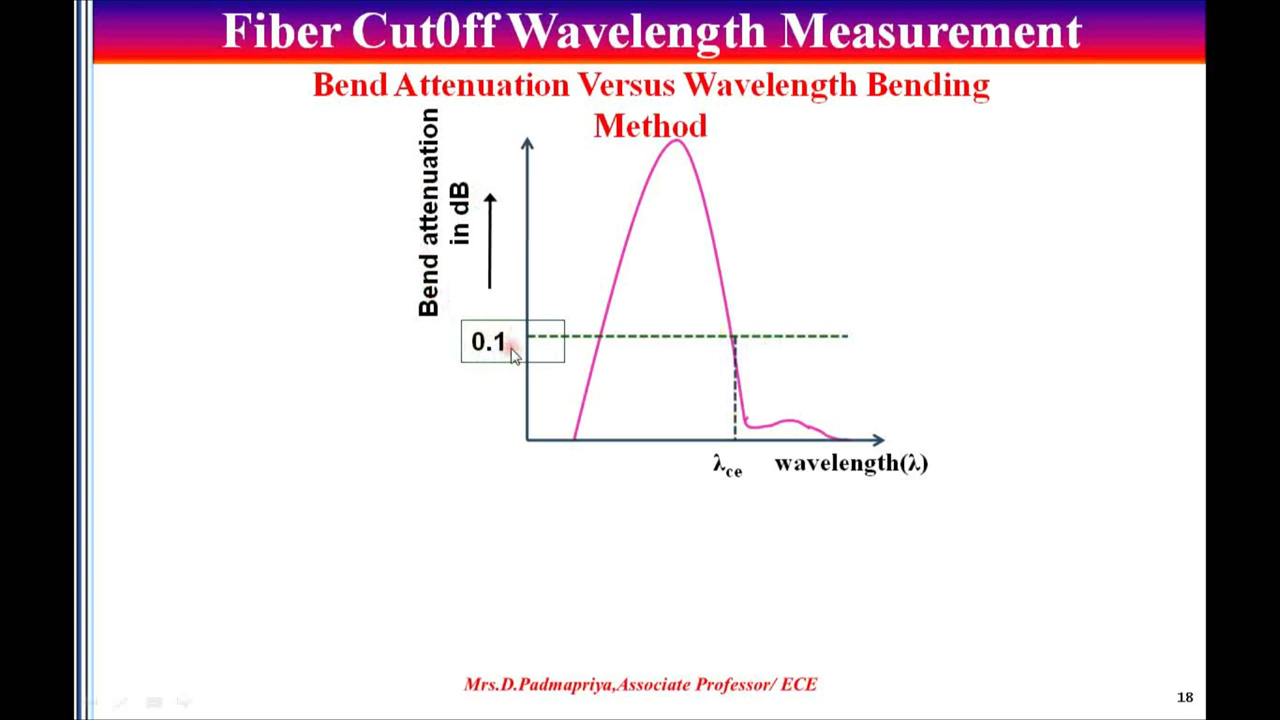 Fiber Cut0ff Wavelength Measurement
Bend Attenuation Versus Wavelength Bending
Method
Bend attenuation
in dB
0.1
λce
wavelength(λ)
Mrs.D.Padmapriya,Associate Professor/ ECE
18